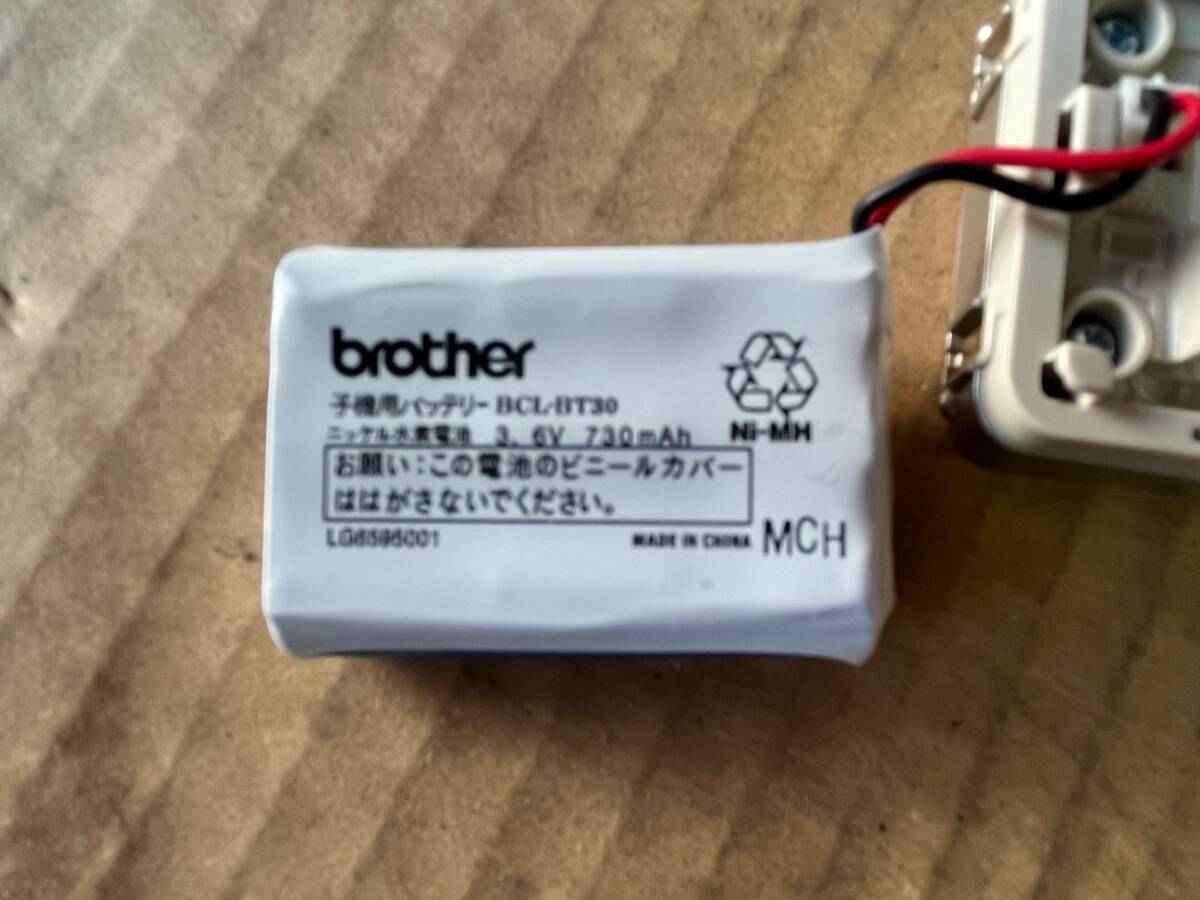 brother
子機用バッテリー BCL-BT30
ニッケル水素電池 3.6V 730mAh
Ni-MH
お願い:この電池のビニールカバー
ははがさないでください。
LG6595001
MADE IN CHINA
MCH